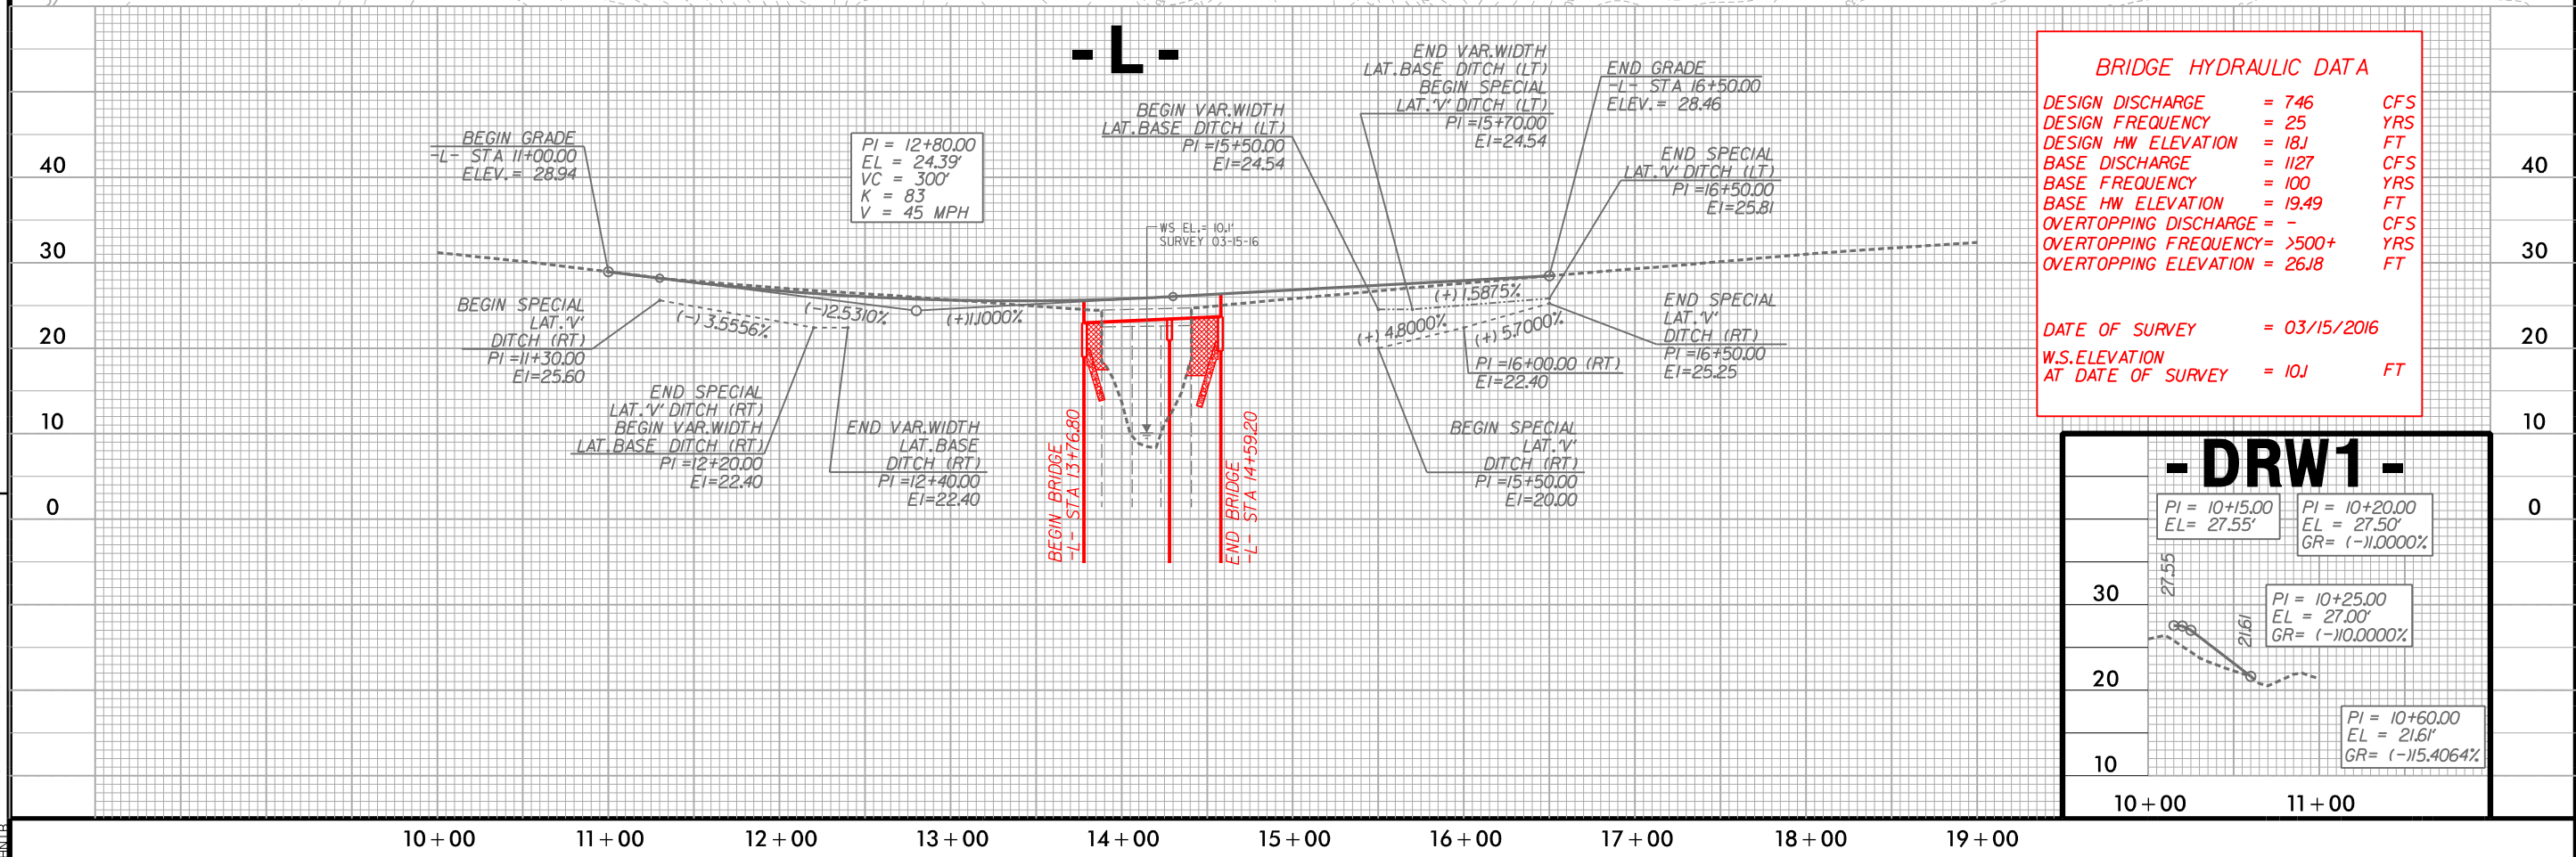 -L-
BEGIN GRADE
-L- STA 11+00.00
ELEV.= 28.94
PI = 12+80.00
EL = 24.39'
VC = 300'
K = 83
V = 45 MPH
BEGIN VAR.WIDTH
LAT.BASE DITCH (LT)
PI =15+50.00
El=24.54
END VAR.WIDTH
LAT.BASE DITCH (LT)
BEGIN SPECIAL
LAT.'V' DITCH (LT)
PI =15+70.00
El=24.54
END GRADE
-L- STA 16+50.00
ELEV.= 28.46
END SPECIAL
LAT.'V' DITCH (LT)
PI =16+50.00
El=25.81
WS EL.= 10.1'
SURVEY 03-15-16
BEGIN SPECIAL
LAT.'V'
DITCH (RT)
PI =11+30.00
El=25.60
(-)3.5556%
(-)2.5310%
(+)1.1000%
(+)1.5875%
(+)4.8000%
(+)5.7000%
END SPECIAL
LAT.'V' DITCH (RT)
BEGIN VAR.WIDTH
LAT.BASE DITCH (RT)
PI =12+20.00
El=22.40
END VAR.WIDTH
LAT.BASE
DITCH (RT)
PI =12+40.00
El=22.40
BEGIN BRIDGE
-L- STA 13+76.80
END BRIDGE
-L- STA 14+59.20
PI =16+00.00 (RT)
El=22.40
END SPECIAL
LAT.'V'
DITCH (RT)
PI =16+50.00
El=25.25
BEGIN SPECIAL
LAT.'V'
DITCH (RT)
PI =15+50.00
El=20.00
40
30
20
10
0
40
30
20
10
0
10+00 11+00 12+00 13+00 14+00 15+00 16+00 17+00 18+00 19+00
BRIDGE HYDRAULIC DATA
DESIGN DISCHARGE = 746 CFS
DESIGN FREQUENCY = 25 YRS
DESIGN HW ELEVATION = 18.1 FT
BASE DISCHARGE = 1127 CFS
BASE FREQUENCY = 100 YRS
BASE HW ELEVATION = 19.49 FT
OVERTOPPING DISCHARGE = - CFS
OVERTOPPING FREQUENCY= >500+ YRS
OVERTOPPING ELEVATION = 26.18 FT
DATE OF SURVEY = 03/15/2016
W.S.ELEVATION
AT DATE OF SURVEY = 10.1 FT
-DRW1-
PI = 10+15.00
EL= 27.55'
PI = 10+20.00
EL = 27.50'
GR= (-)1.0000%
27.55
21.61
PI = 10+25.00
EL = 27.00'
GR= (-)10.0000%
PI = 10+60.00
EL = 21.61'
GR= (-)15.4064%
30
20
10
10+00 11+00